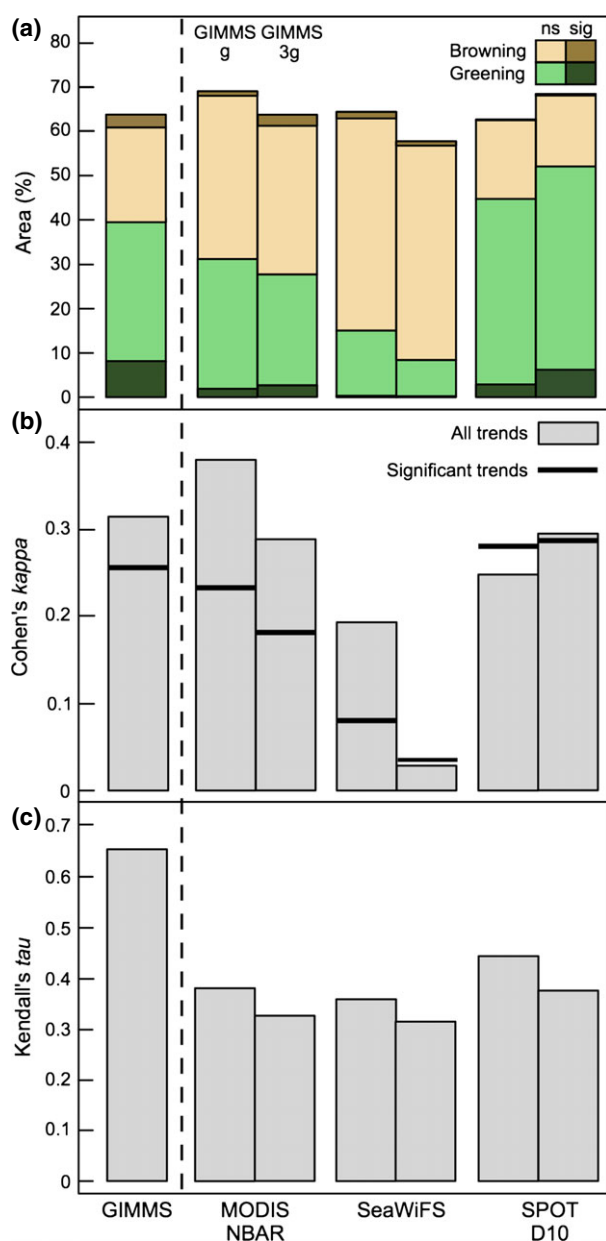 (a)
GIMMS g
GIMMS 3g
ns sig
Browning
Greening
80
70
60
50
40
30
20
10
0
Area (%)
(b)
All trends
Significant trends
0.4
0.3
0.2
0.1
0
Cohen's kappa
(c)
0.7
0.6
0.5
0.4
0.3
0.2
0.1
0
Kendall's tau
GIMMS
MODIS
NBAR
SeaWiFS
SPOT
D10